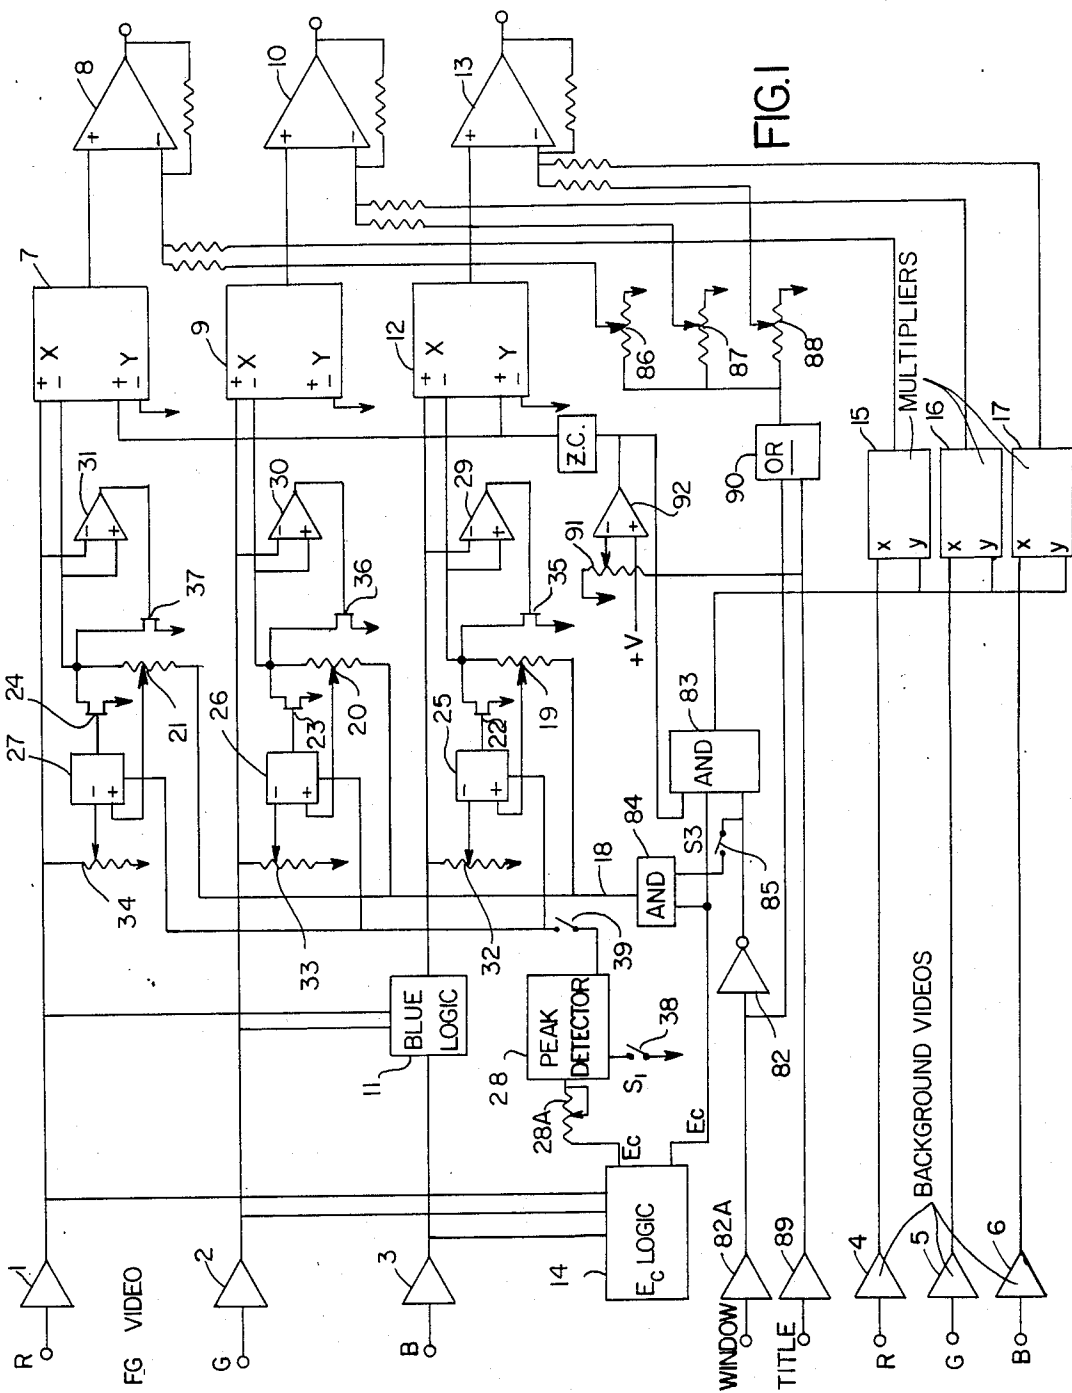 8
+
−
10
+
−
13
+
−
FIG.1
7
+
− X
+
− Y
9
+
− X
+
− Y
12
+
− X
+
− Y
31
−
+
30
−
+
29
−
+
24
37
27
−
+
21
34
36
26
−
+
23
20
33
35
25
−
+
22
19
32
Z.C.
92
−
+
91
+V
86
87
88
90
OR
MULTIPLIERS
15
x
y
16
x
y
17
x
y
83
AND
84
AND
S3
85
18
39
11
BLUE
LOGIC
28
PEAK
DETECTOR
S1
38
28A
Ec
Ec
14
EC LOGIC
82
82A
WINDOW
89
TITLE
BACKGROUND VIDEOS
1
R
FG VIDEO
2
G
3
B
4
R
5
G
6
B